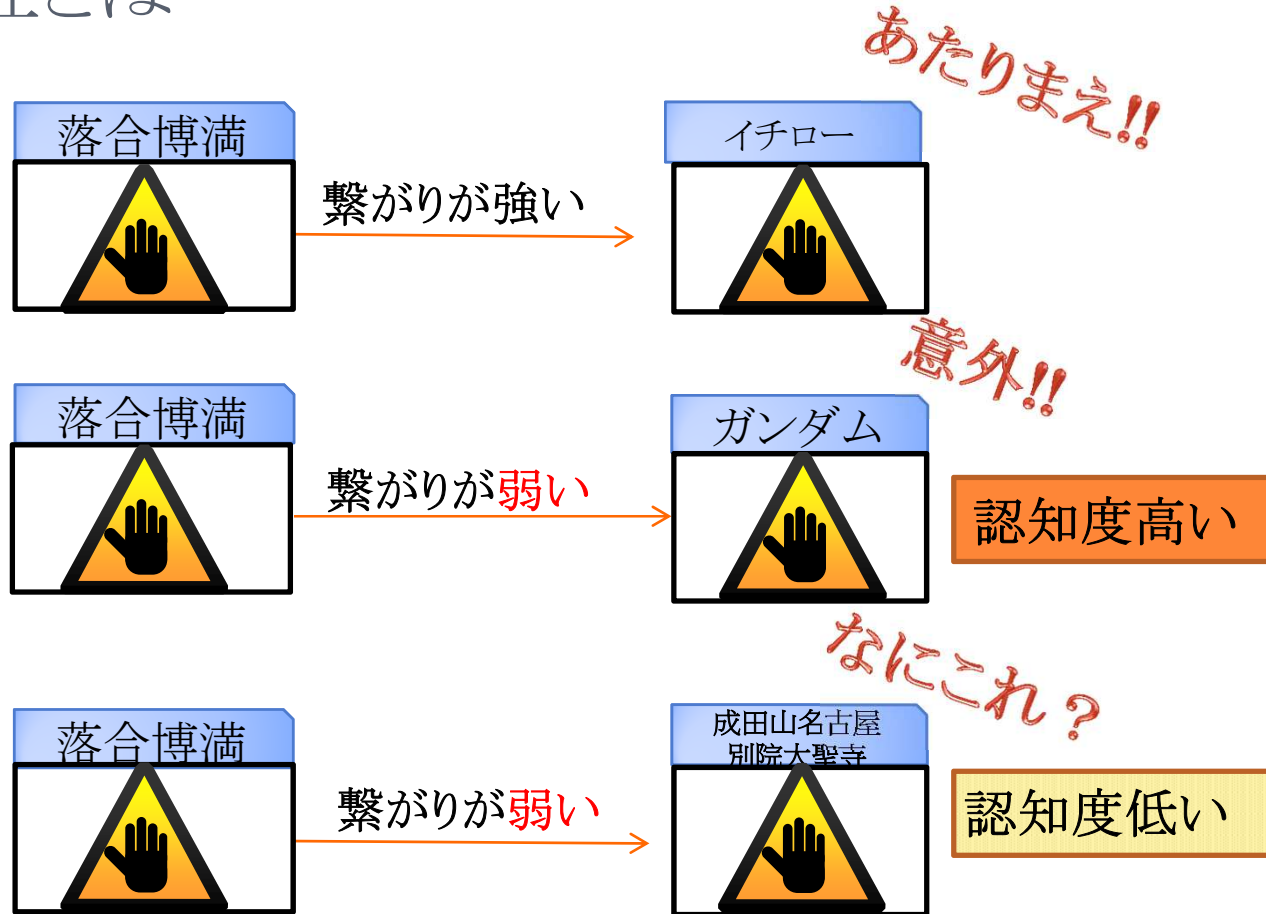 とは
あたりまえ!!
落合博満
繋がりが強い
イチロー
意外!!
落合博満
繋がりが弱い
ガンダム
認知度高い
なにこれ?
落合博満
繋がりが弱い
成田山名古屋
別院大聖寺
認知度低い